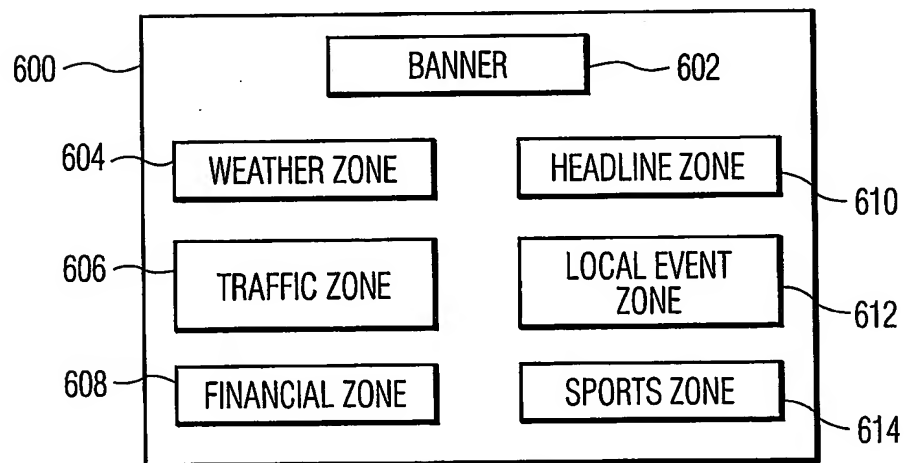 600
BANNER
602
604
WEATHER ZONE
HEADLINE ZONE
610
606
TRAFFIC ZONE
LOCAL EVENT
ZONE
612
608
FINANCIAL ZONE
SPORTS ZONE
614